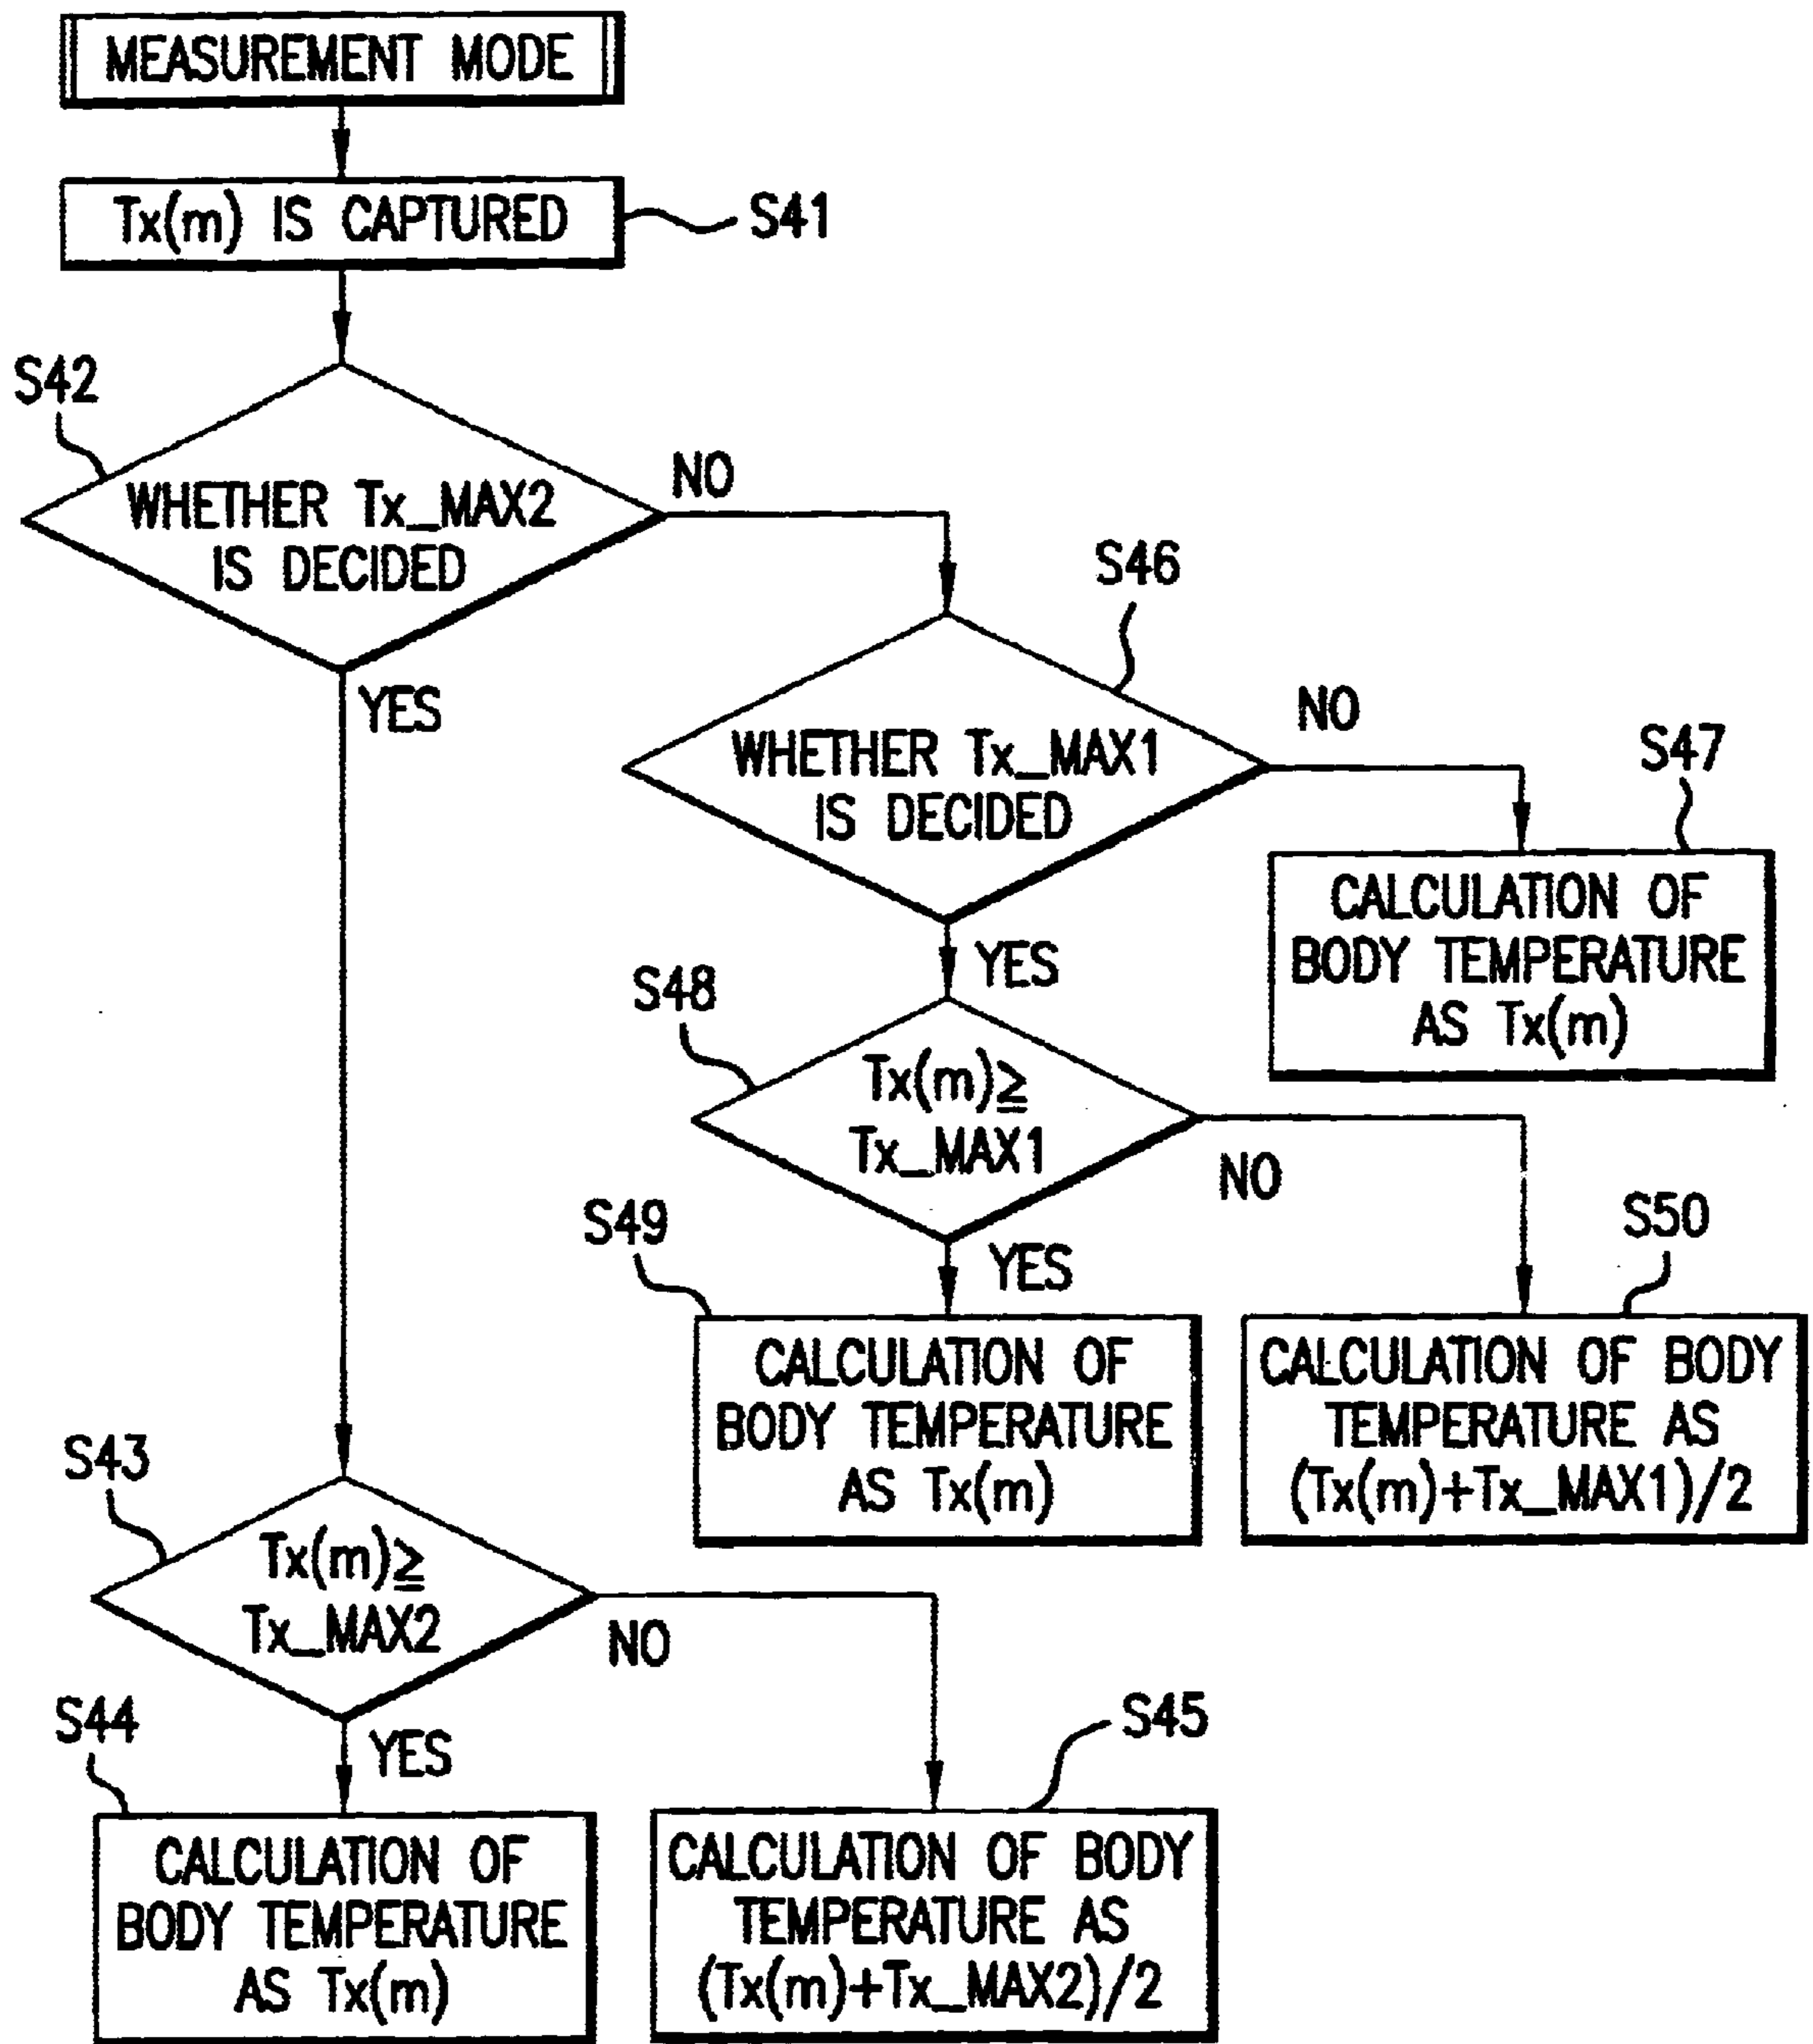 MEASUREMENT MODE
Tx(m) IS CAPTURED
S41
S42
WHETHER Tx_MAX2
IS DECIDED
NO
YES
S46
WHETHER Tx_MAX1
IS DECIDED
NO
YES
S47
CALCULATION OF
BODY TEMPERATURE
AS Tx(m)
S48
Tx(m)≧
Tx_MAX1
NO
YES
S49
CALCULATION OF
BODY TEMPERATURE
AS Tx(m)
S50
CALCULATION OF BODY
TEMPERATURE AS
(Tx(m)+Tx_MAX1)/2
S43
Tx(m)≧
Tx_MAX2
NO
YES
S44
CALCULATION OF
BODY TEMPERATURE
AS Tx(m)
S45
CALCULATION OF BODY
TEMPERATURE AS
(Tx(m)+Tx_MAX2)/2